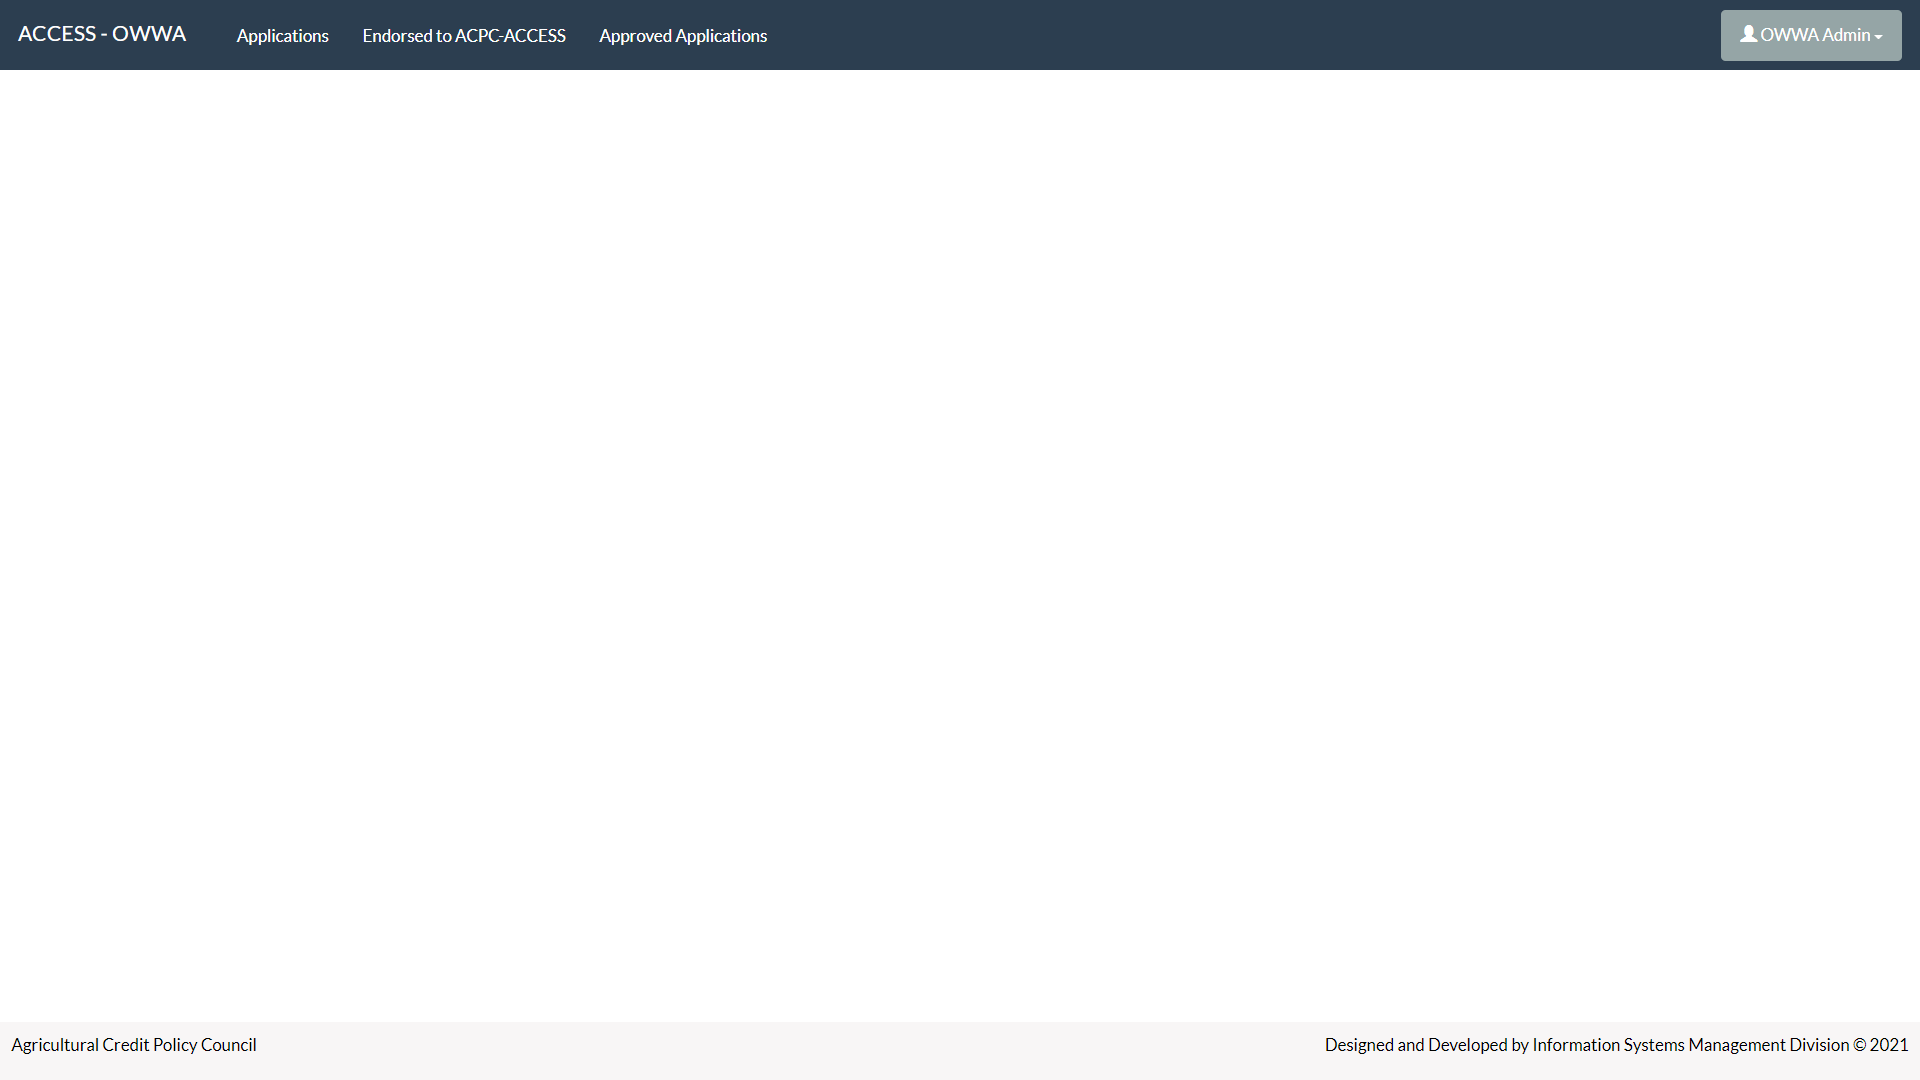 ACCESS - OWWA Applications Endorsed to ACPC-ACCESS Approved Applications OWWA Admin
Agricultural Credit Policy Council Designed and Developed by Information Systems Management Division © 2021